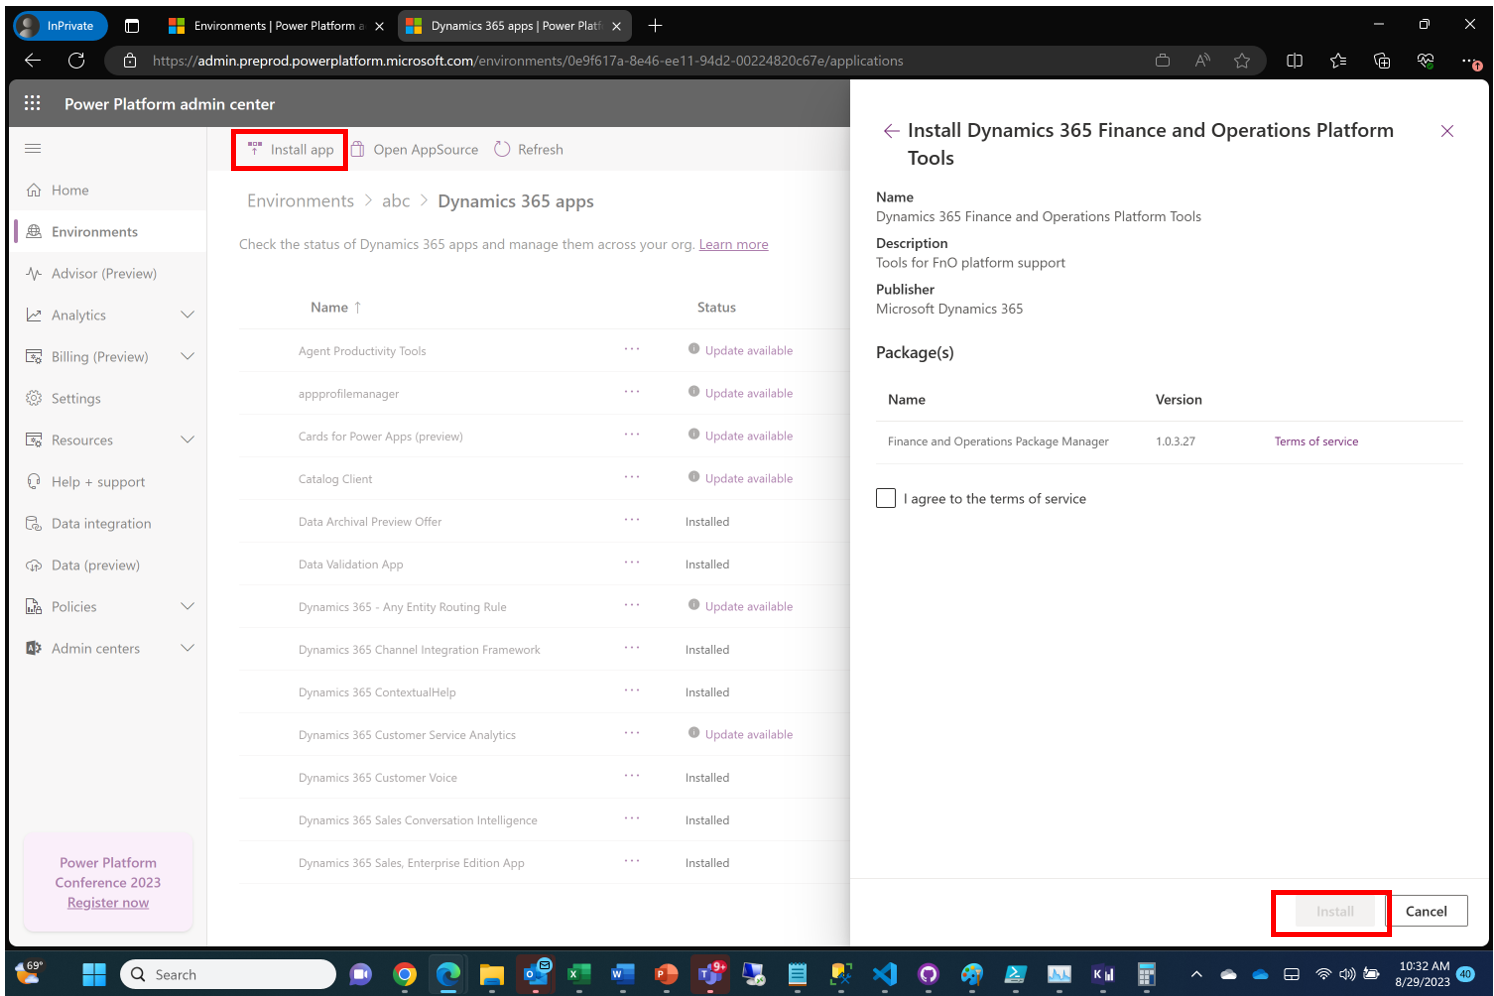 InPrivate
Environments | Power Platform a
Dynamics 365 apps | Power Platf
https://admin.preprod.powerplatform.microsoft.com/environments/0e9f617a-8e46-ee11-94d2-00224820c67e/applications
Power Platform admin center
Install app
Open AppSource
Refresh
Home
Environments
Advisor (Preview)
Analytics
Billing (Preview)
Settings
Resources
Help + support
Data integration
Data (preview)
Policies
Admin centers
Power Platform
Conference 2023
Register now
Environments > abc > Dynamics 365 apps
Check the status of Dynamics 365 apps and manage them across your org. Learn more
Name ↑ Status
Agent Productivity Tools ... Update available
appprofilemanager ... Update available
Cards for Power Apps (preview) ... Update available
Catalog Client ... Update available
Data Archival Preview Offer ... Installed
Data Validation App ... Installed
Dynamics 365 - Any Entity Routing Rule ... Update available
Dynamics 365 Channel Integration Framework ... Installed
Dynamics 365 ContextualHelp ... Installed
Dynamics 365 Customer Service Analytics ... Update available
Dynamics 365 Customer Voice ... Installed
Dynamics 365 Sales Conversation Intelligence ... Installed
Dynamics 365 Sales, Enterprise Edition App ... Installed
Install Dynamics 365 Finance and Operations Platform
Tools
Name
Dynamics 365 Finance and Operations Platform Tools
Description
Tools for FnO platform support
Publisher
Microsoft Dynamics 365
Package(s)
Name Version
Finance and Operations Package Manager 1.0.3.27 Terms of service
I agree to the terms of service
Install
Cancel
69°
Search
9+
10:32 AM
8/29/2023
40